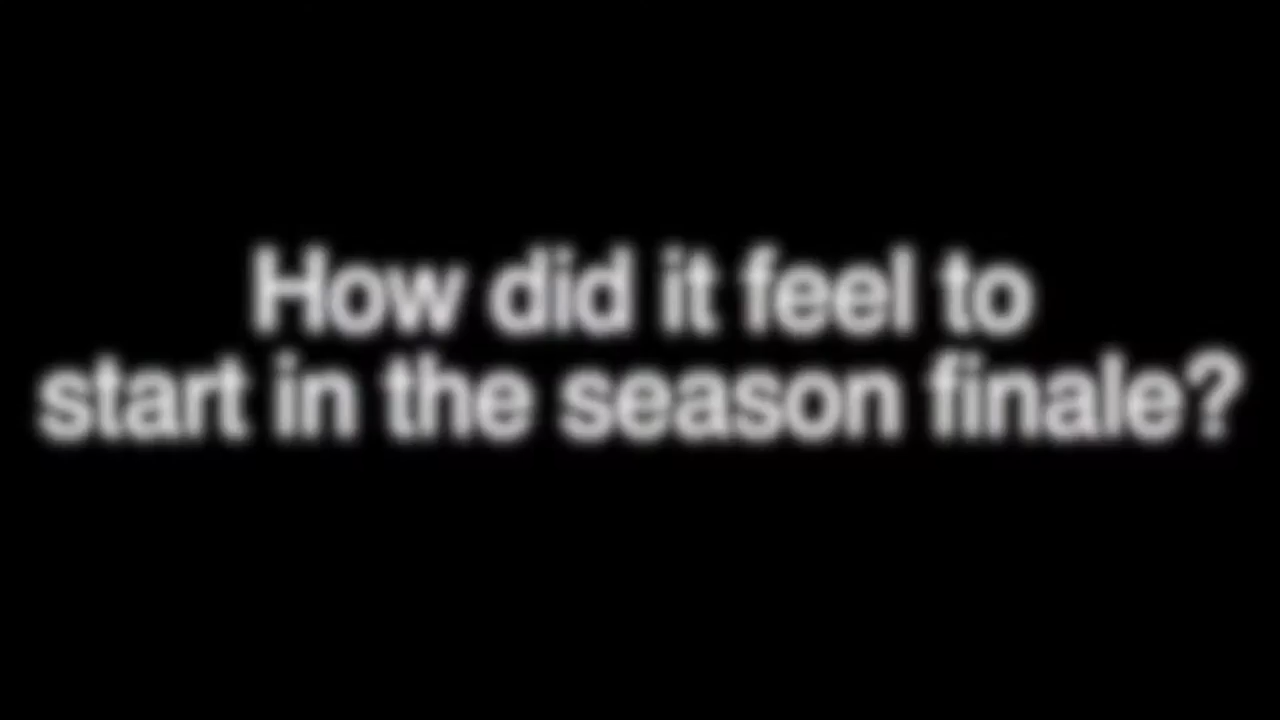 How did it feel to
start in the season finale?